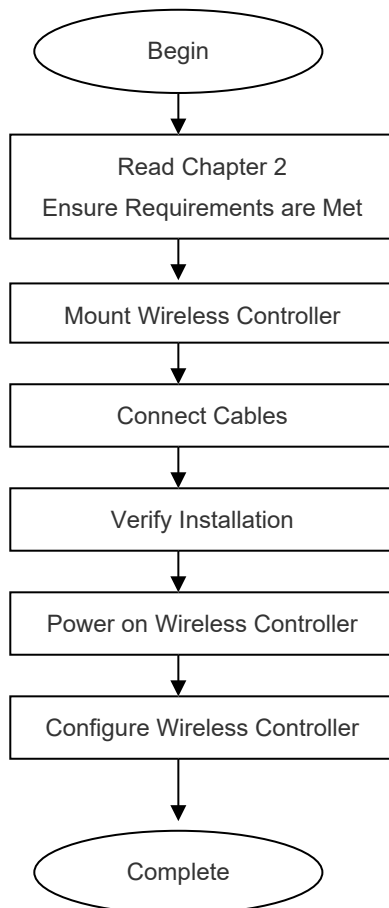 Begin
Read Chapter 2
Ensure Requirements are Met
Mount Wireless Controller
Connect Cables
Verify Installation
Power on Wireless Controller
Configure Wireless Controller
Complete